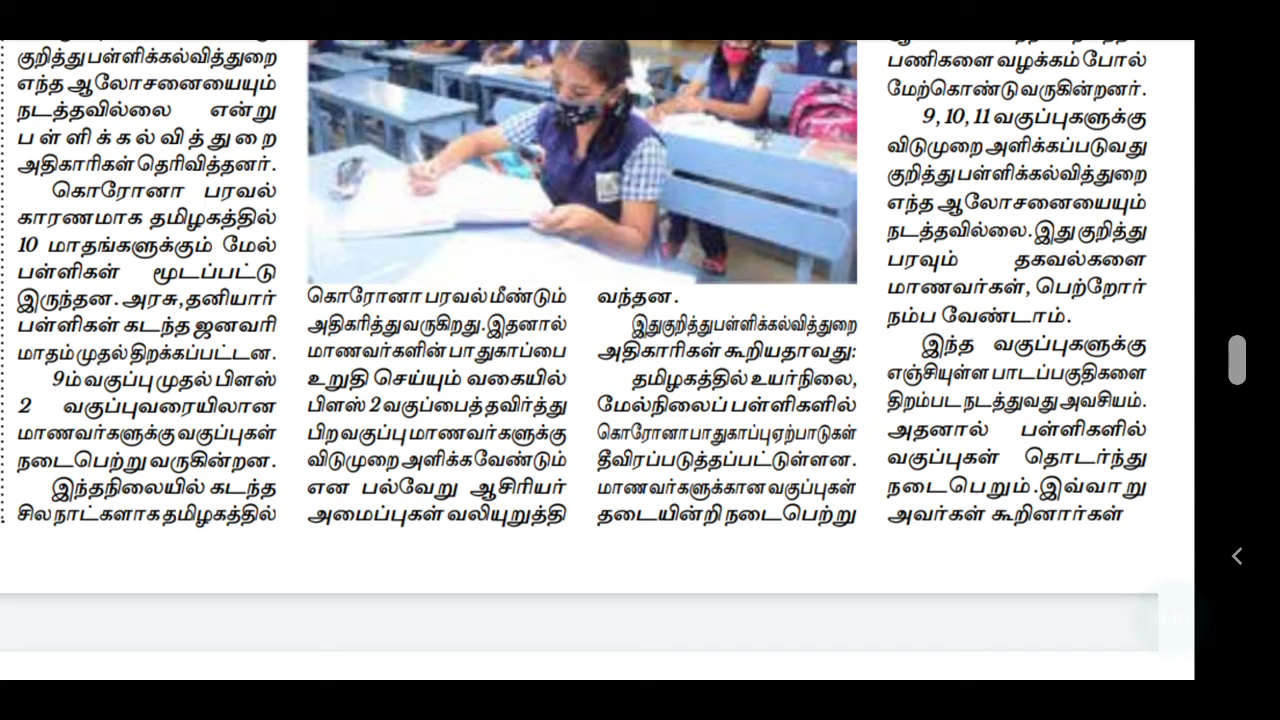 குறித்து பள்ளிக்கல்வித்துறை
எந்த ஆலோசனையையும்
நடத்தவில்லை என்று
பள்ளிக்கல்வித்துறை
அதிகாரிகள் தெரிவித்தனர்.
கொரோனா பரவல்
காரணமாக தமிழகத்தில்
10 மாதங்களுக்கும் மேல்
பள்ளிகள் மூடப்பட்டு
இருந்தன. அரசு, தனியார்
பள்ளிகள் கடந்த ஜனவரி
மாதம் முதல் திறக்கப்பட்டன.
9ம் வகுப்பு முதல் பிளஸ்
2 வகுப்புவரையிலான
மாணவர்களுக்கு வகுப்புகள்
நடைபெற்று வருகின்றன.
இந்தநிலையில் கடந்த
சில நாட்களாக தமிழகத்தில்
கொரோனா பரவல் மீண்டும்
அதிகரித்து வருகிறது. இதனால்
மாணவர்களின் பாதுகாப்பை
உறுதி செய்யும் வகையில்
பிளஸ் 2 வகுப்பைத் தவிர்த்து
பிற வகுப்பு மாணவர்களுக்கு
விடுமுறை அளிக்க வேண்டும்
என பல்வேறு ஆசிரியர்
அமைப்புகள் வலியுறுத்தி
வந்தன.
இதுகுறித்து பள்ளிக்கல்வித்துறை
அதிகாரிகள் கூறியதாவது:
தமிழகத்தில் உயர்நிலை,
மேல்நிலைப் பள்ளிகளில்
கொரோனா பாதுகாப்பு ஏற்பாடுகள்
தீவிரப்படுத்தப்பட்டுள்ளன.
மாணவர்களுக்கான வகுப்புகள்
தடையின்றி நடைபெற்று
பணிகளை வழக்கம் போல்
மேற்கொண்டு வருகின்றனர்.
9, 10, 11 வகுப்புகளுக்கு
விடுமுறை அளிக்கப்படுவது
குறித்து பள்ளிக்கல்வித்துறை
எந்த ஆலோசனையையும்
நடத்தவில்லை. இது குறித்து
பரவும் தகவல்களை
மாணவர்கள், பெற்றோர்
நம்ப வேண்டாம்.
இந்த வகுப்புகளுக்கு
எஞ்சியுள்ள பாடப்பகுதிகளை
திறம்பட நடத்துவது அவசியம்.
அதனால் பள்ளிகளில்
வகுப்புகள் தொடர்ந்து
நடைபெறும். இவ்வாறு
அவர்கள் கூறினார்கள்